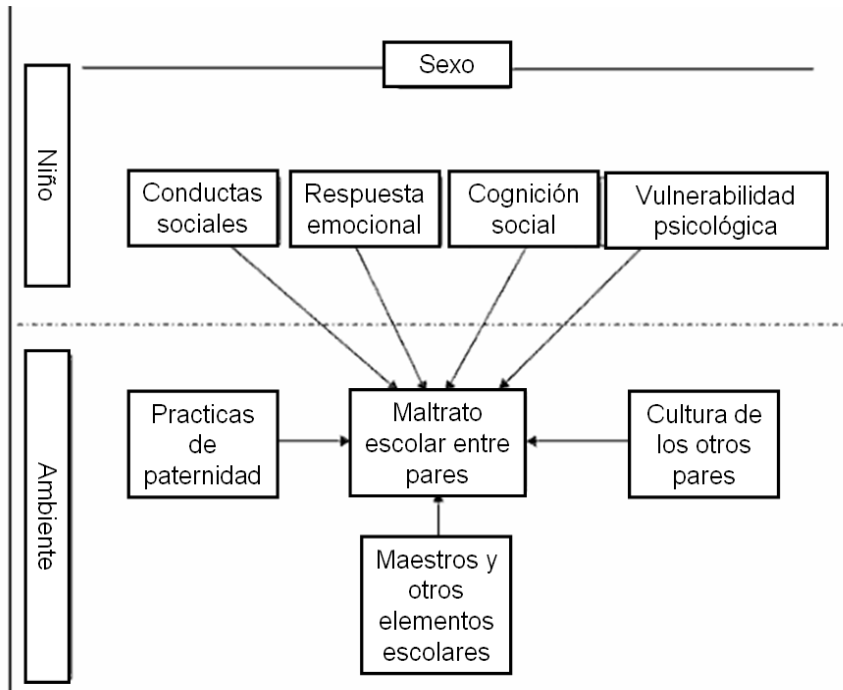 Sexo
Niño
Conductas
sociales
Respuesta
emocional
Cognición
social
Vulnerabilidad
psicológica
Ambiente
Practicas
de
paternidad
Maltrato
escolar entre
pares
Cultura de
los otros
pares
Maestros y
otros
elementos
escolares